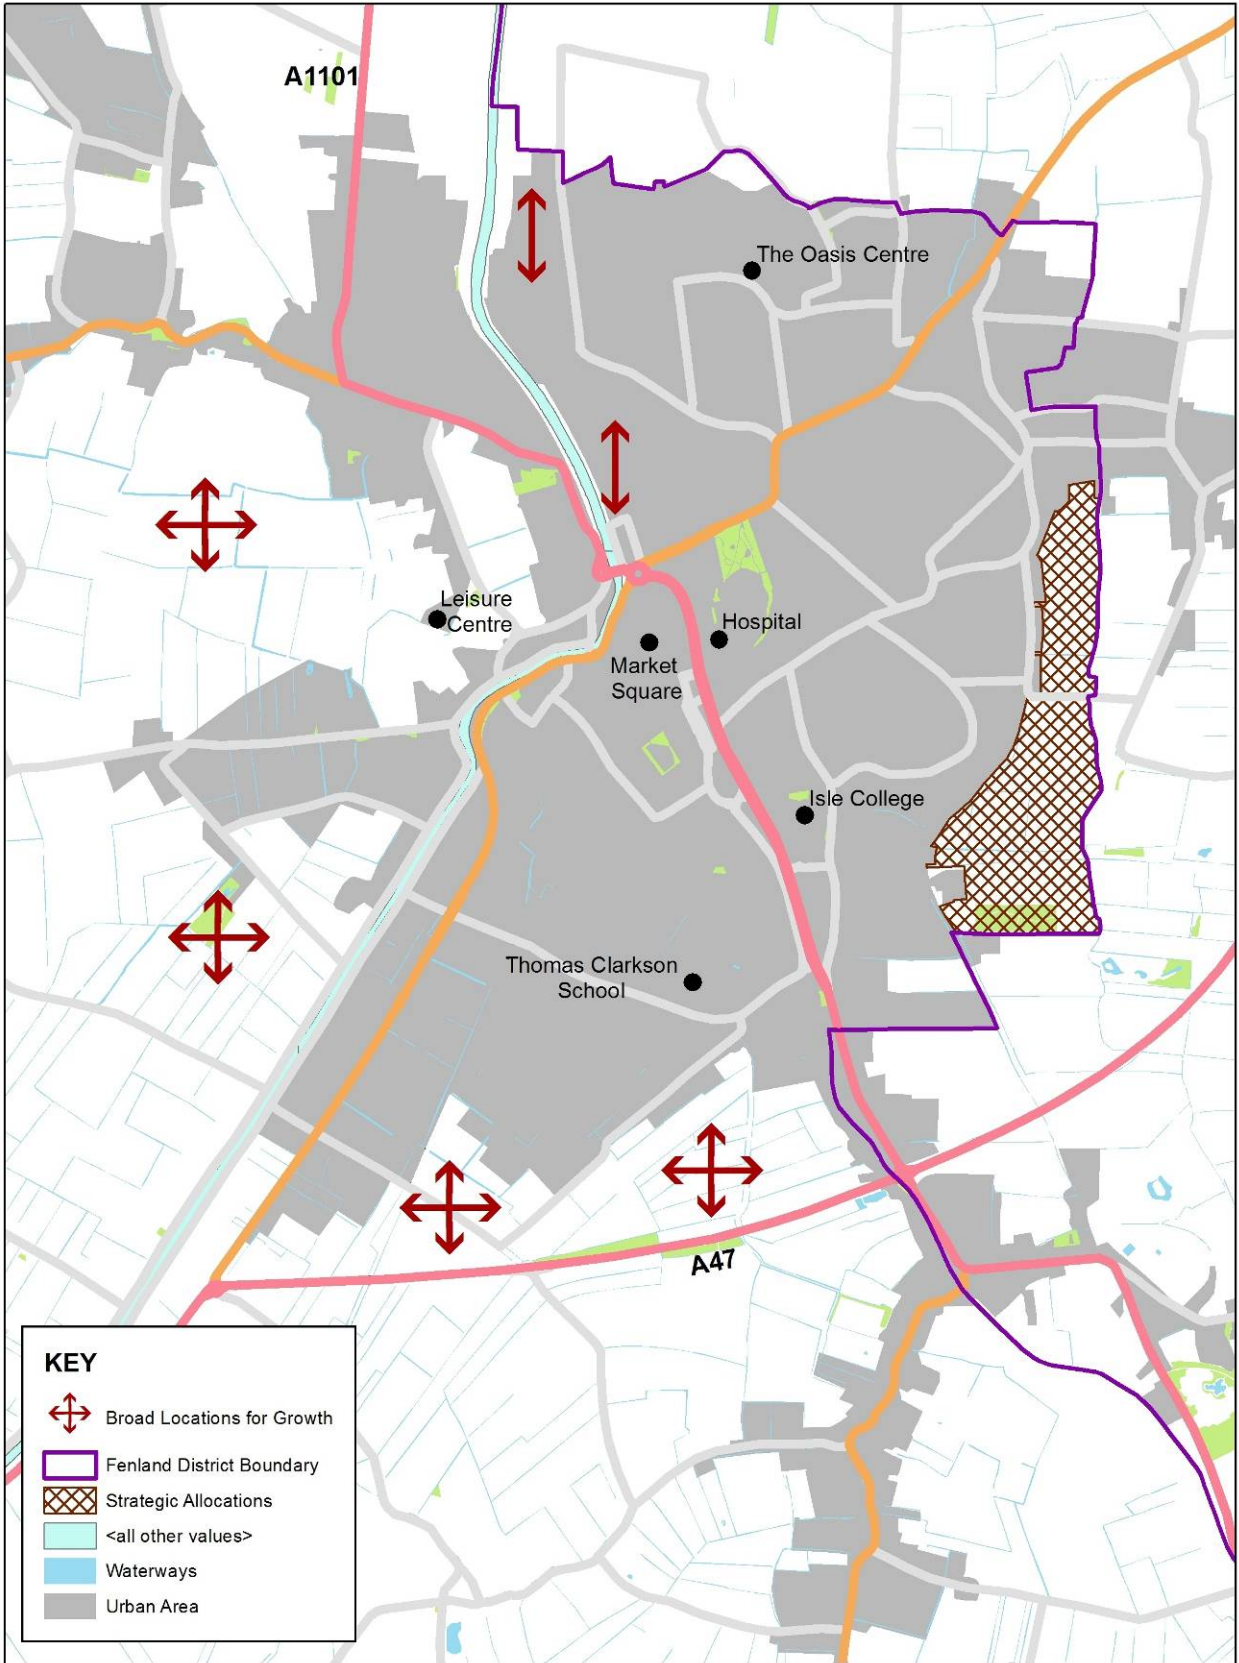 A1101
The Oasis Centre
Leisure
Centre
Hospital
Market
Square
Isle College
Thomas Clarkson
School
A47
KEY
Broad Locations for Growth
Fenland District Boundary
Strategic Allocations
<all other values>
Waterways
Urban Area